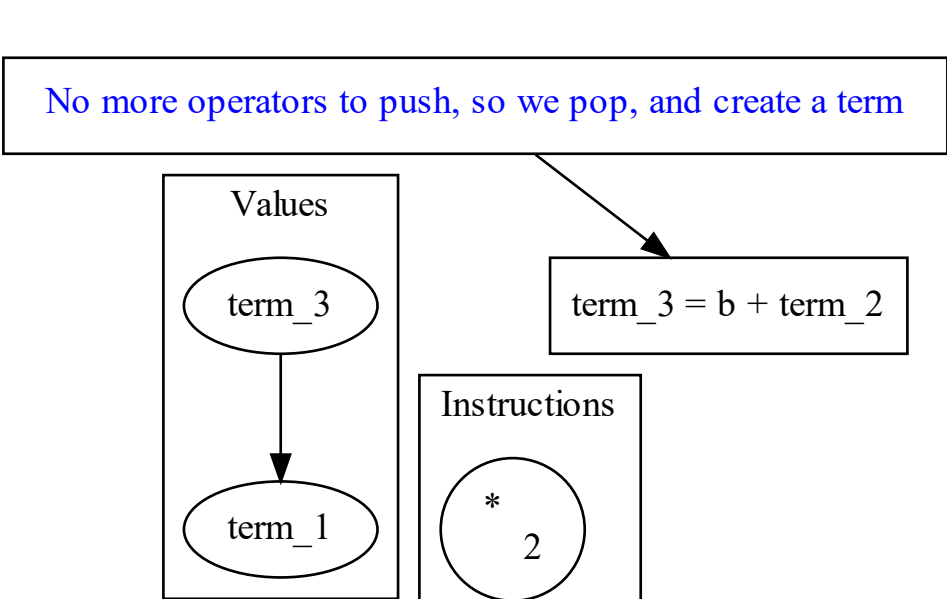 No more operators to push, so we pop, and create a term
Values
term_3
term_3 = b + term_2
Instructions
*
term_1
2